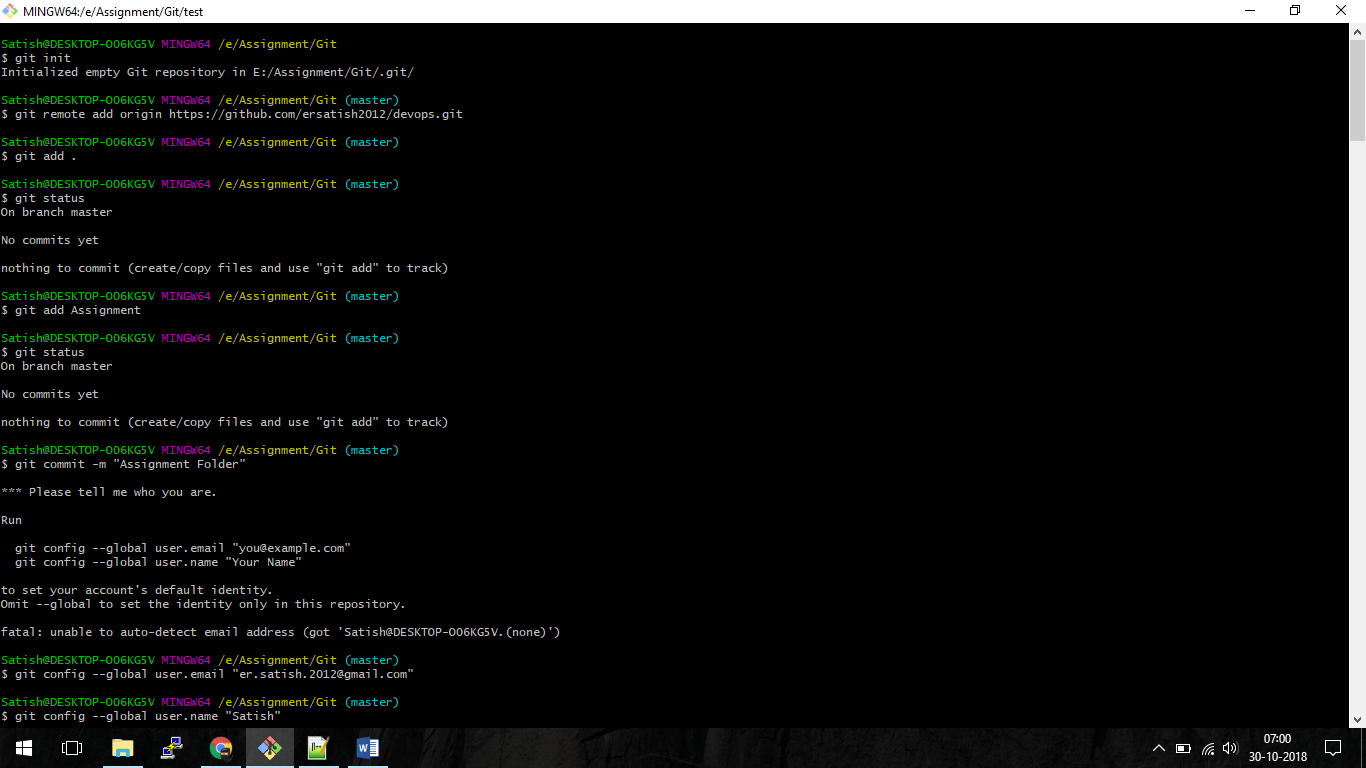 MINGW64:/e/Assignment/Git/test
Satish@DESKTOP-OO6KG5V MINGW64 /e/Assignment/Git
$ git init
Initialized empty Git repository in E:/Assignment/Git/.git/
Satish@DESKTOP-OO6KG5V MINGW64 /e/Assignment/Git (master)
$ git remote add origin https://github.com/ersatish2012/devops.git
Satish@DESKTOP-OO6KG5V MINGW64 /e/Assignment/Git (master)
$ git add .
Satish@DESKTOP-OO6KG5V MINGW64 /e/Assignment/Git (master)
$ git status
On branch master
No commits yet
nothing to commit (create/copy files and use "git add" to track)
Satish@DESKTOP-OO6KG5V MINGW64 /e/Assignment/Git (master)
$ git add Assignment
Satish@DESKTOP-OO6KG5V MINGW64 /e/Assignment/Git (master)
$ git status
On branch master
No commits yet
nothing to commit (create/copy files and use "git add" to track)
Satish@DESKTOP-OO6KG5V MINGW64 /e/Assignment/Git (master)
$ git commit -m "Assignment Folder"
*** Please tell me who you are.
Run
git config --global user.email "you@example.com"
git config --global user.name "Your Name"
to set your account's default identity.
Omit --global to set the identity only in this repository.
fatal: unable to auto-detect email address (got 'Satish@DESKTOP-OO6KG5V.(none)')
Satish@DESKTOP-OO6KG5V MINGW64 /e/Assignment/Git (master)
$ git config --global user.email "er.satish.2012@gmail.com"
Satish@DESKTOP-OO6KG5V MINGW64 /e/Assignment/Git (master)
$ git config --global user.name "Satish"
07:00
30-10-2018